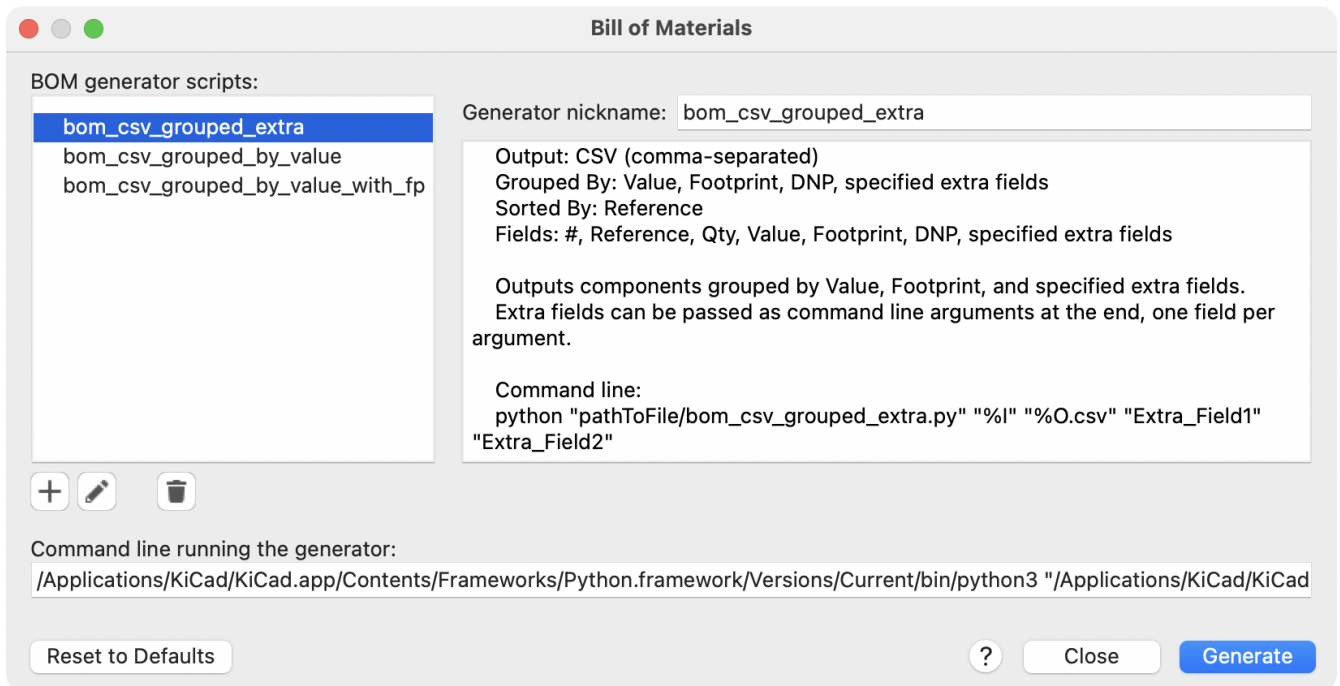 Bill of Materials
BOM generator scripts:
bom_csv_grouped_extra
bom_csv_grouped_by_value
bom_csv_grouped_by_value_with_fp
Generator nickname: bom_csv_grouped_extra
Output: CSV (comma-separated)
Grouped By: Value, Footprint, DNP, specified extra fields
Sorted By: Reference
Fields: #, Reference, Qty, Value, Footprint, DNP, specified extra fields
Outputs components grouped by Value, Footprint, and specified extra fields.
Extra fields can be passed as command line arguments at the end, one field per
argument.
Command line:
python "pathToFile/bom_csv_grouped_extra.py" "%I" "%O.csv" "Extra_Field1"
"Extra_Field2"
Command line running the generator:
/Applications/KiCad/KiCad.app/Contents/Frameworks/Python.framework/Versions/Current/bin/python3 "/Applications/KiCad/KiCad
Reset to Defaults
?
Close
Generate